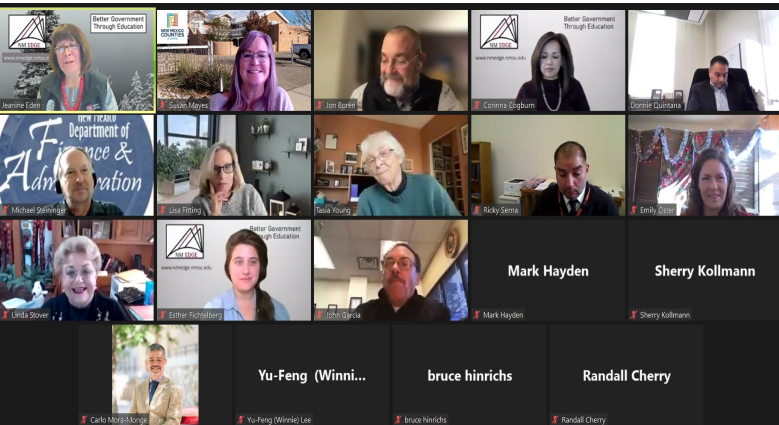 Better Government
Through Education
NM EDGE
www.nmedge.nmsu.edu
Jeanine Eden
NEW MEXICO
COUNTIES
Susan Mayes
Jon Boren
Better Government
Through Education
NM EDGE
www.nmedge.nmsu.edu
Corinna Cogburn
Donnie Quintana
New Mexico
Department of
Finance &
Administration
Michael Steininger
Lisa Fitting
Tasia Young
Ricky Serna
Emily Oster
Linda Stover
Better Government
Through Education
NM EDGE
www.nmedge.nmsu.edu
Esther Fichtelberg
John Garcia
Mark Hayden
Mark Hayden
Sherry Kollmann
Sherry Kollmann
Carlo Mora-Monge
Yu-Feng (Winni...
Yu-Feng (Winnie) Lee
bruce hinrichs
bruce hinrichs
Randall Cherry
Randall Cherry